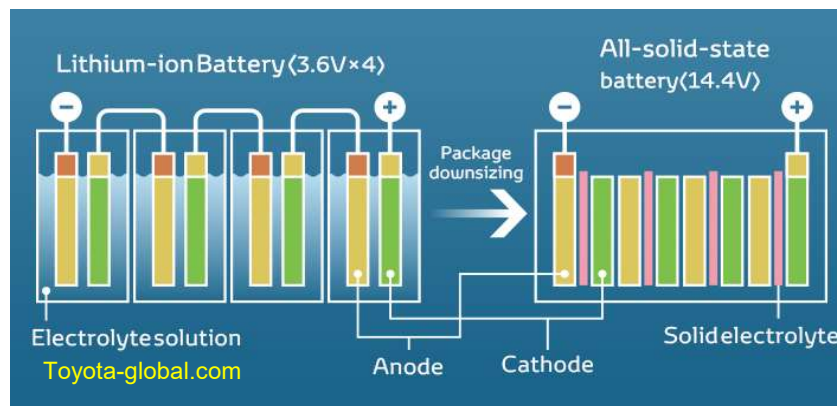 Lithium-ion Battery (3.6V×4)
All-solid-state
battery(14.4V)
−
+
−
+
Package
downsizing
Electrolyte solution
Solid electrolyte
Anode
Cathode
Toyota-global.com